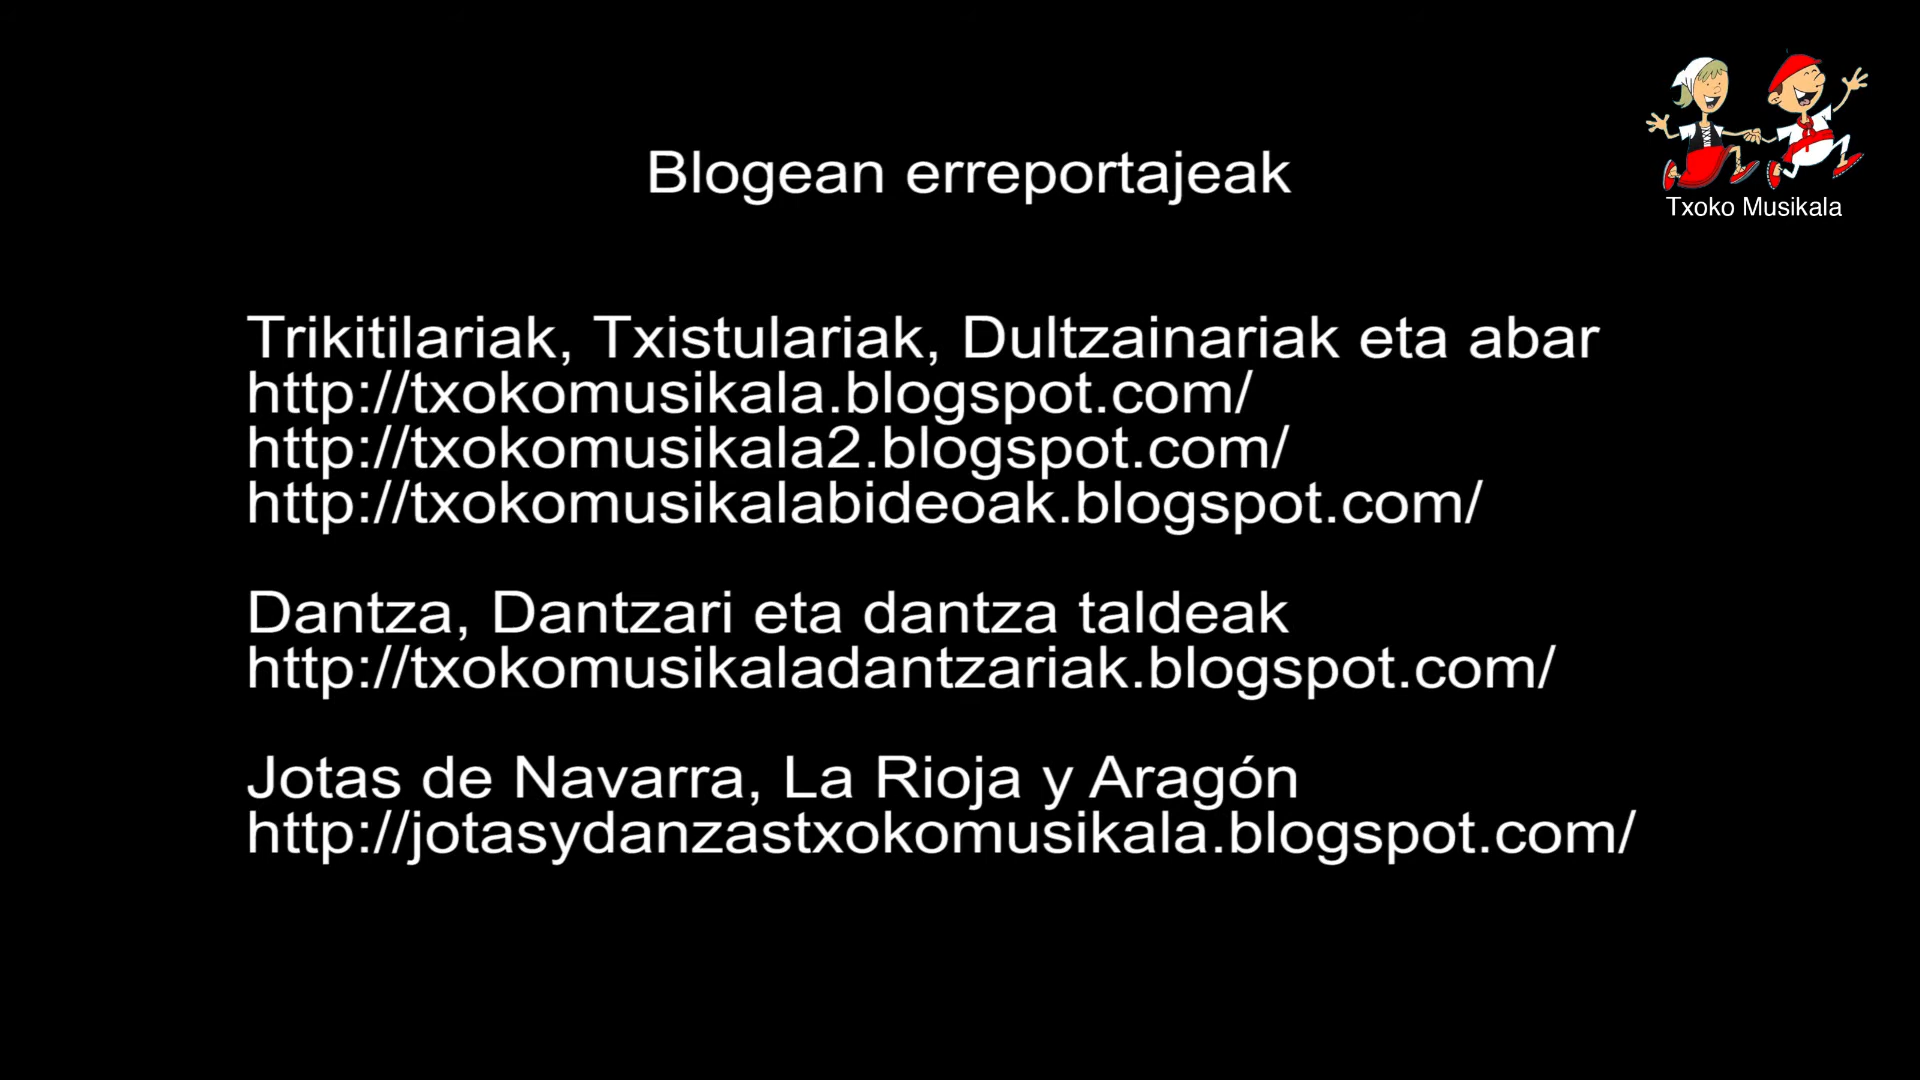 Blogean erreportajeak
Txoko Musikala
Trikitilariak, Txistulariak, Dultzainariak eta abar
http://txokomusikala.blogspot.com/
http://txokomusikala2.blogspot.com/
http://txokomusikalabideoak.blogspot.com/
Dantza, Dantzari eta dantza taldeak
http://txokomusikaladantzariak.blogspot.com/
Jotas de Navarra, La Rioja y Aragón
http://jotasydanzastxokomusikala.blogspot.com/